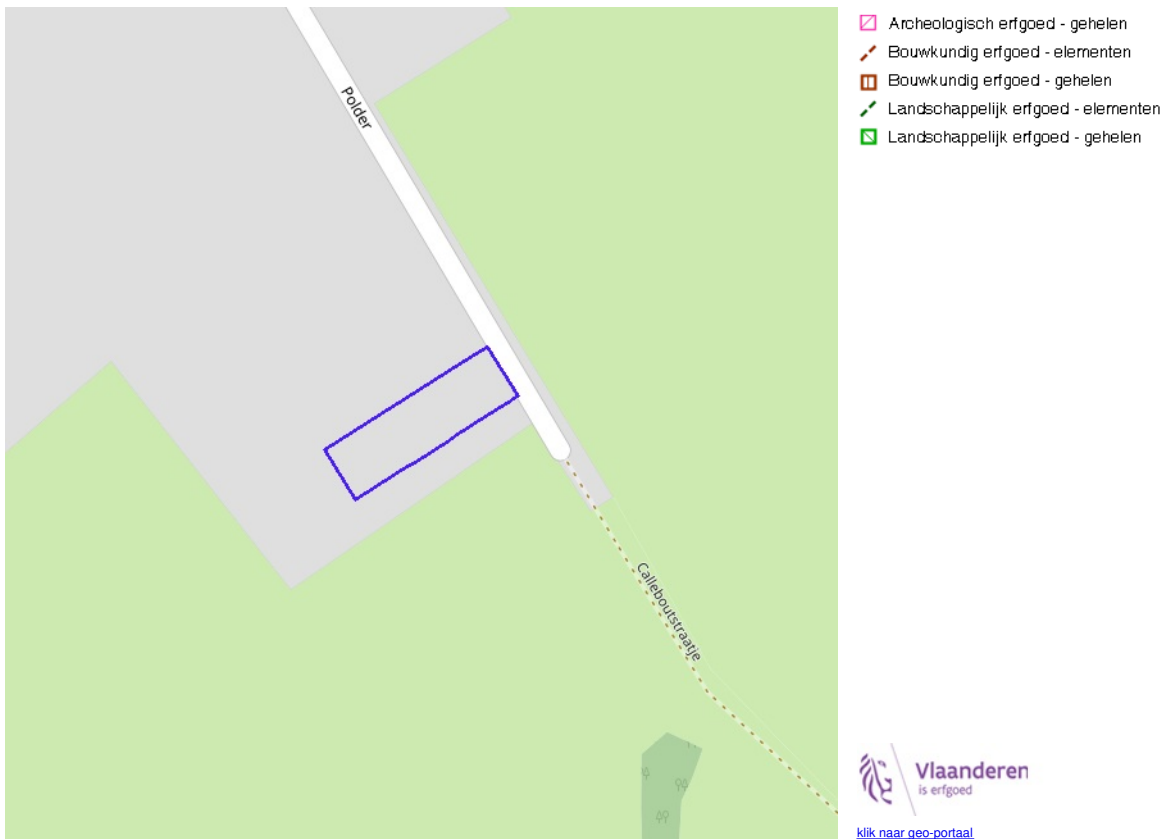 Archeologisch erfgoed - gehelen
Bouwkundig erfgoed - elementen
Bouwkundig erfgoed - gehelen
Landschappelijk erfgoed - elementen
Landschappelijk erfgoed - gehelen
Polder
Calleboutstraatje
Vlaanderen
is erfgoed
klik naar geo-portaal